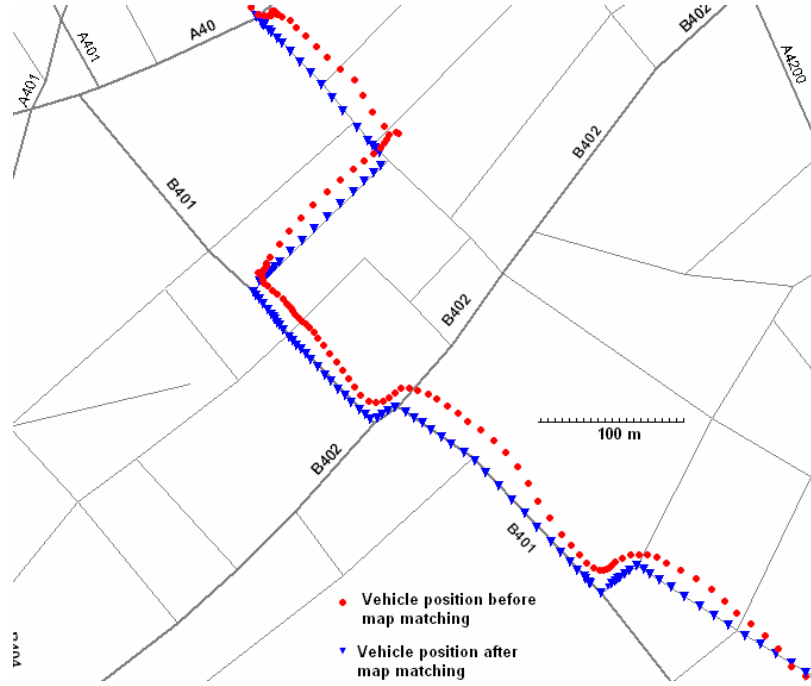 A40
A401
A401
B402
A4200
B402
B401
B402
100 m
B402
B401
Vehicle position before
map matching
Vehicle position after
map matching